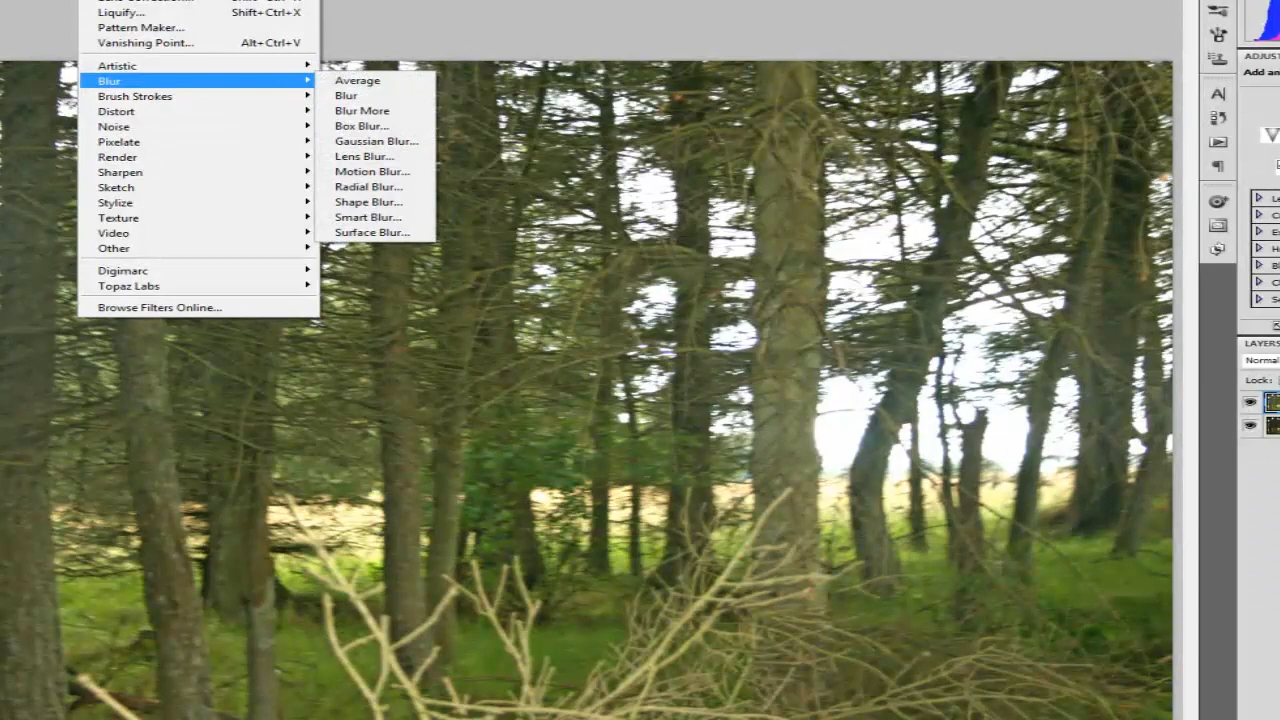 Liquify... Shift+Ctrl+X
Pattern Maker...
Vanishing Point... Alt+Ctrl+V
Artistic
Blur
Brush Strokes
Distort
Noise
Pixelate
Render
Sharpen
Sketch
Stylize
Texture
Video
Other
Digimarc
Topaz Labs
Browse Filters Online...
Average
Blur
Blur More
Box Blur...
Gaussian Blur...
Lens Blur...
Motion Blur...
Radial Blur...
Shape Blur...
Smart Blur...
Surface Blur...
A|
ADJUST
Add an
LAYERS
Normal
Lock: